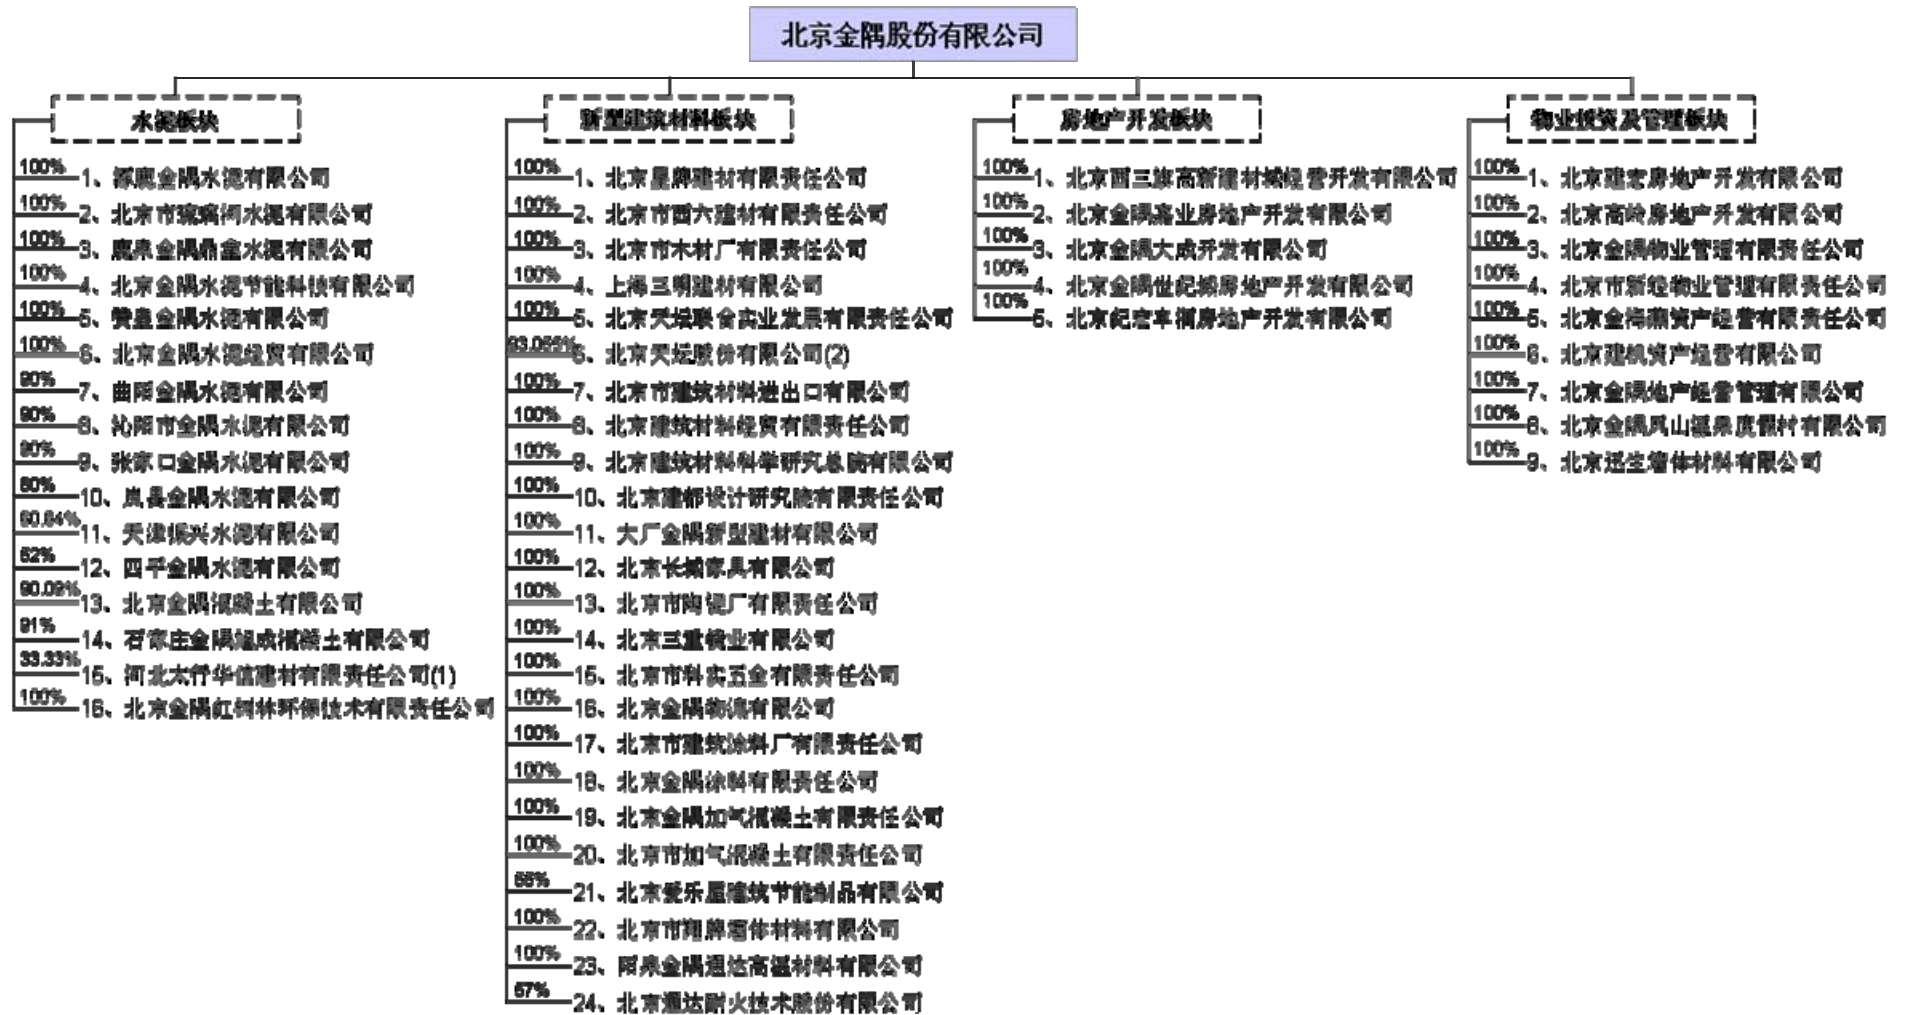 北京金隅股份有限公司
水泥板块
100% 1、涿鹿金隅水泥有限公司
100% 2、北京市琉璃河水泥有限公司
100% 3、鹿泉金隅鼎鑫水泥有限公司
100% 4、北京金隅水泥节能科技有限公司
100% 5、赞皇金隅水泥有限公司
100% 6、北京金隅水泥经贸有限公司
90% 7、曲阳金隅水泥有限公司
90% 8、沁阳市金隅水泥有限公司
90% 9、张家口金隅水泥有限公司
80% 10、岚县金隅水泥有限公司
11、天津振兴水泥有限公司
52% 12、四平金隅水泥有限公司
13、北京金隅混凝土有限公司
91% 14、石家庄金隅旭成混凝土有限公司
33.33% 15、河北太行华信建材有限责任公司(1)
100% 16、北京金隅红树林环保技术有限责任公司
新型建筑材料板块
100% 1、北京星牌建材有限责任公司
100% 2、北京市西六建材有限责任公司
100% 3、北京市木材厂有限责任公司
100% 4、上海三明建材有限公司
100% 5、北京天坛联合实业发展有限责任公司
6、北京天坛股份有限公司(2)
100% 7、北京市建筑材料进出口有限公司
100% 8、北京建筑材料经贸有限责任公司
100% 9、北京建筑材料科学研究总院有限公司
100% 10、北京建都设计研究院有限责任公司
100% 11、大厂金隅新型建材有限公司
100% 12、北京长城家具有限公司
100% 13、北京市陶瓷厂有限责任公司
100% 14、北京三重镜业有限公司
100% 15、北京市科实五金有限责任公司
100% 16、北京金隅物流有限公司
100% 17、北京市建筑涂料厂有限责任公司
100% 18、北京金隅涂料有限责任公司
100% 19、北京金隅加气混凝土有限责任公司
100% 20、北京市加气混凝土有限责任公司
21、北京爱乐屋建筑节能制品有限公司
100% 22、北京市翔牌墙体材料有限公司
100% 23、阳泉金隅通达高温材料有限公司
24、北京通达耐火技术股份有限公司
房地产开发板块
100% 1、北京西三旗高新建材城经营开发有限公司
100% 2、北京金隅嘉业房地产开发有限公司
100% 3、北京金隅大成开发有限公司
100% 4、北京金隅世纪城房地产开发有限公司
100% 5、北京房地产开发有限公司
物业投资及管理板块
100% 1、北京建宏房地产开发有限公司
100% 2、北京高岭房地产开发有限公司
100% 3、北京金隅物业管理有限责任公司
100% 4、北京市物业管理有限责任公司
100% 5、北京金海燕资产经营有限责任公司
100% 6、北京建机资产经营有限公司
100% 7、北京金隅地产经营管理有限公司
100% 8、北京金隅凤山温泉度假村有限公司
100% 9、北京墙体材料有限公司